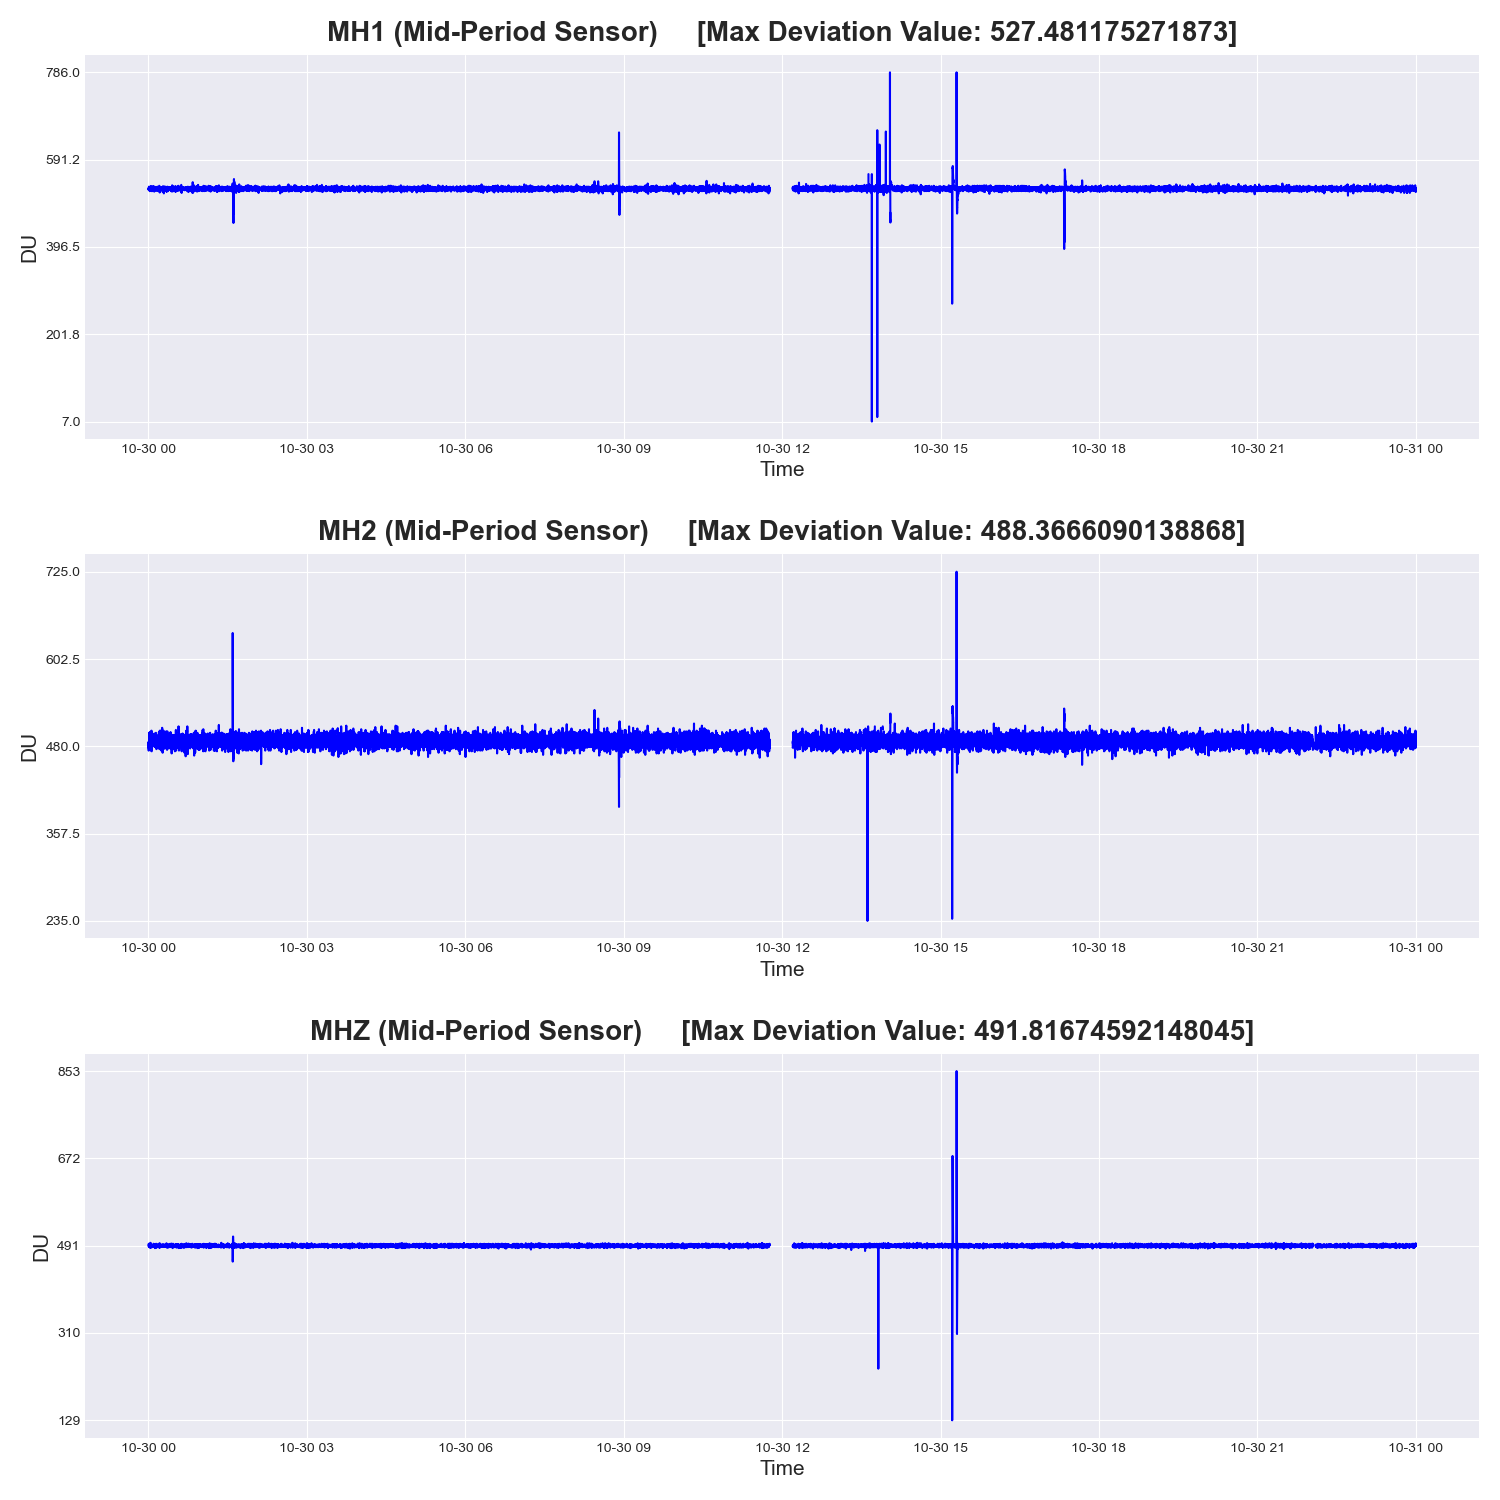 MH1 (Mid-Period Sensor) [Max Deviation Value: 527.481175271873]
786.0
591.2
396.5
201.8
7.0
DU
10-30 00 10-30 03 10-30 06 10-30 09 10-30 12 10-30 15 10-30 18 10-30 21 10-31 00
Time
MH2 (Mid-Period Sensor) [Max Deviation Value: 488.3666090138868]
725.0
602.5
480.0
357.5
235.0
DU
10-30 00 10-30 03 10-30 06 10-30 09 10-30 12 10-30 15 10-30 18 10-30 21 10-31 00
Time
MHZ (Mid-Period Sensor) [Max Deviation Value: 491.81674592148045]
853
672
491
310
129
DU
10-30 00 10-30 03 10-30 06 10-30 09 10-30 12 10-30 15 10-30 18 10-30 21 10-31 00
Time